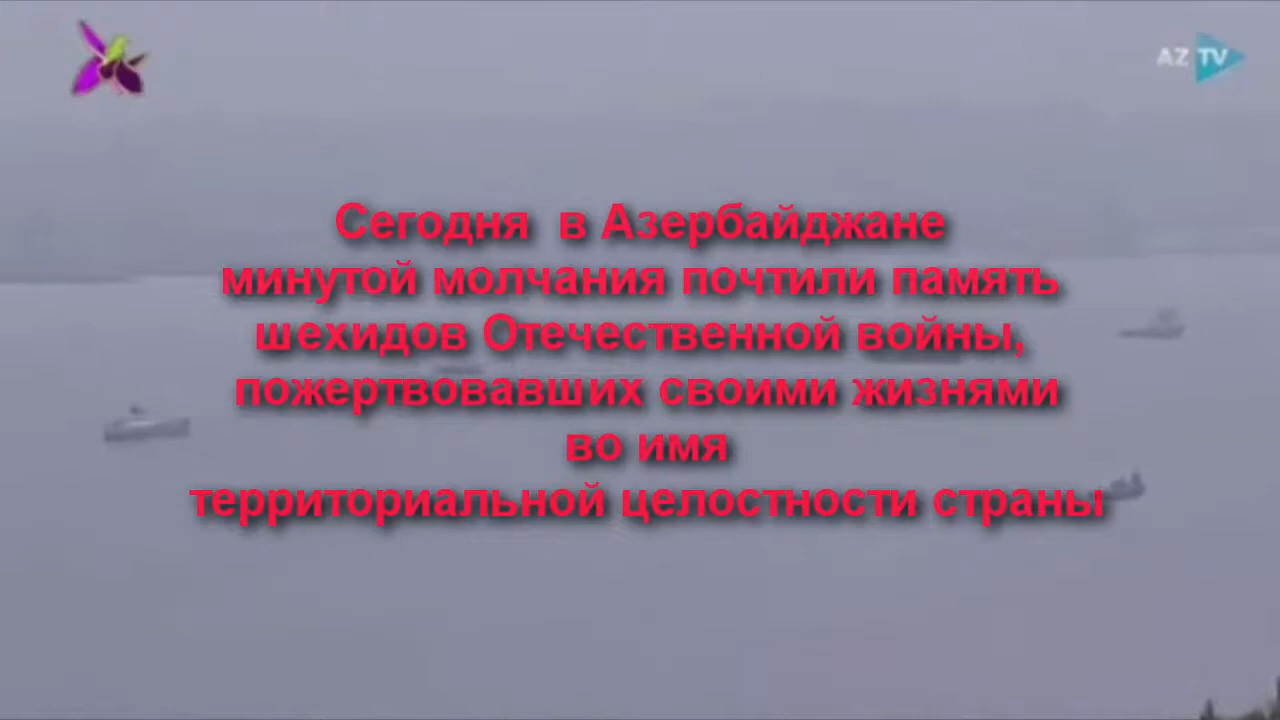 AZ TV
Сегодня в Азербайджане
минутой молчания почтили память
шехидов Отечественной войны,
пожертвовавших своими жизнями
во имя
территориальной целостности страны